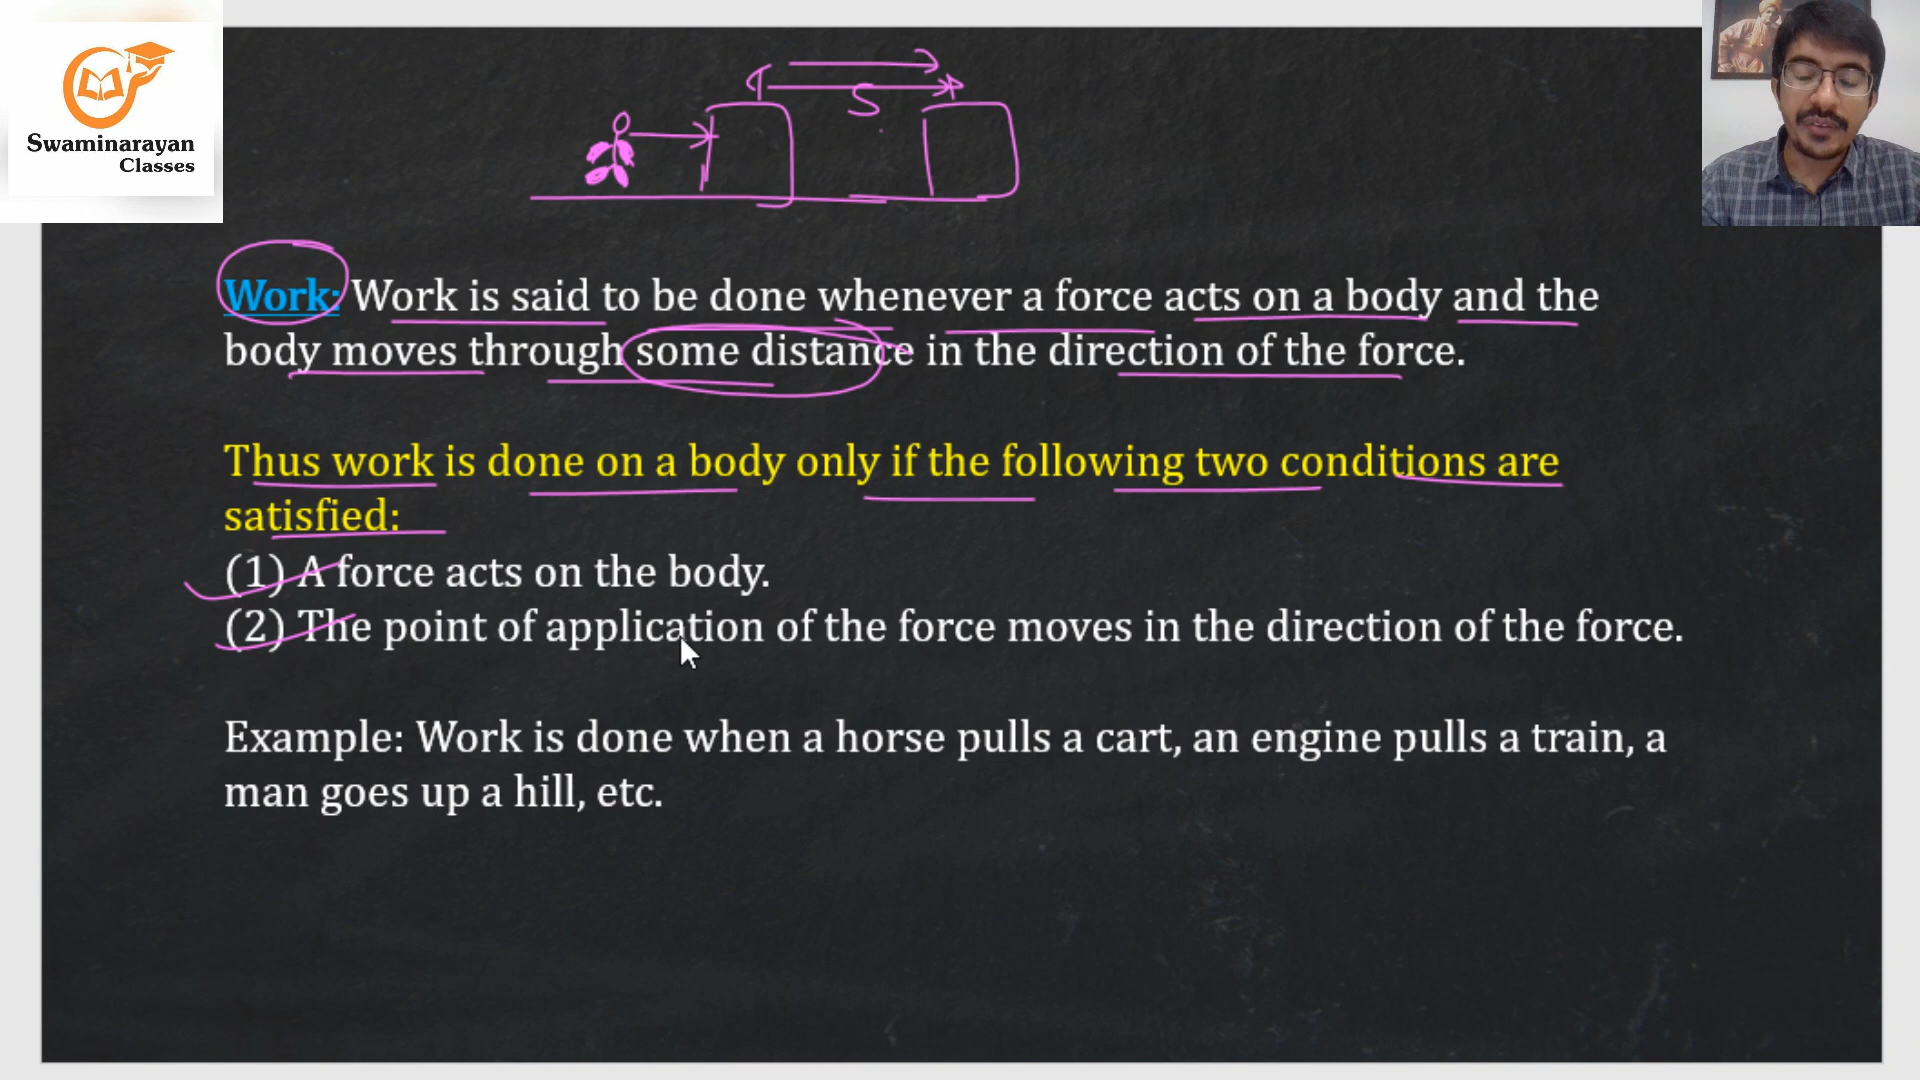 Swaminarayan
Classes
S
Work: Work is said to be done whenever a force acts on a body and the
body moves through some distance in the direction of the force.
Thus work is done on a body only if the following two conditions are
satisfied:
(1) A force acts on the body.
(2) The point of application of the force moves in the direction of the force.
Example: Work is done when a horse pulls a cart, an engine pulls a train, a
man goes up a hill, etc.